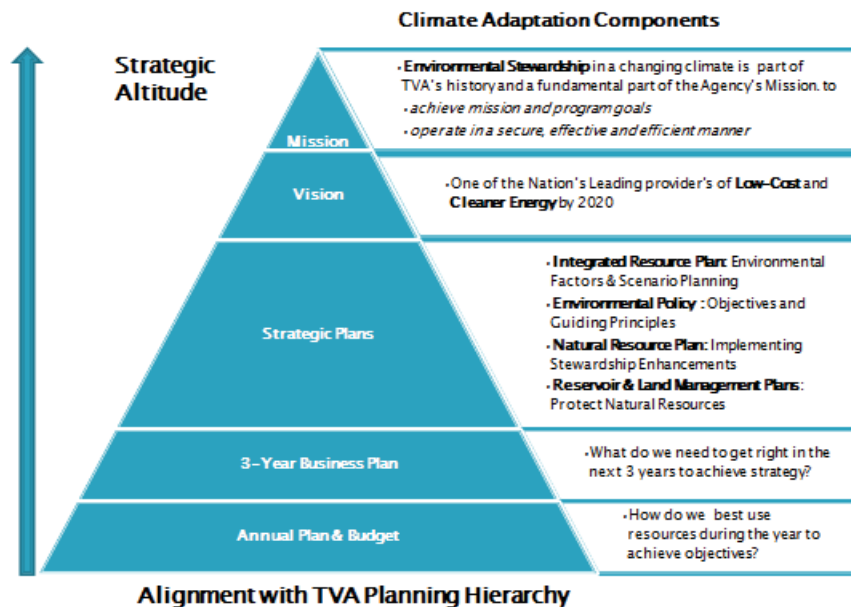 Climate Adaptation Components
Strategic
Altitude
•Environmental Stewardship in a changing climate is part of
TVA's history and a fundamental part of the Agency's Mission. to
•achieve mission and program goals
•operate in a secure, effective and efficient manner
Mission
Vision
•One of the Nation's Leading provider's of Low-Cost and
Cleaner Energy by 2020
Strategic Plans
•Integrated Resource Plan: Environmental
Factors & Scenario Planning
•Environmental Policy : Objectives and
Guiding Principles
•Natural Resource Plan: Implementing
Stewardship Enhancements
•Reservoir & Land Management Plans:
Protect Natural Resources
3-Year Business Plan
•What do we need to get right in the
next 3 years to achieve strategy?
Annual Plan & Budget
•How do we best use
resources during the year to
achieve objectives?
Alignment with TVA Planning Hierarchy